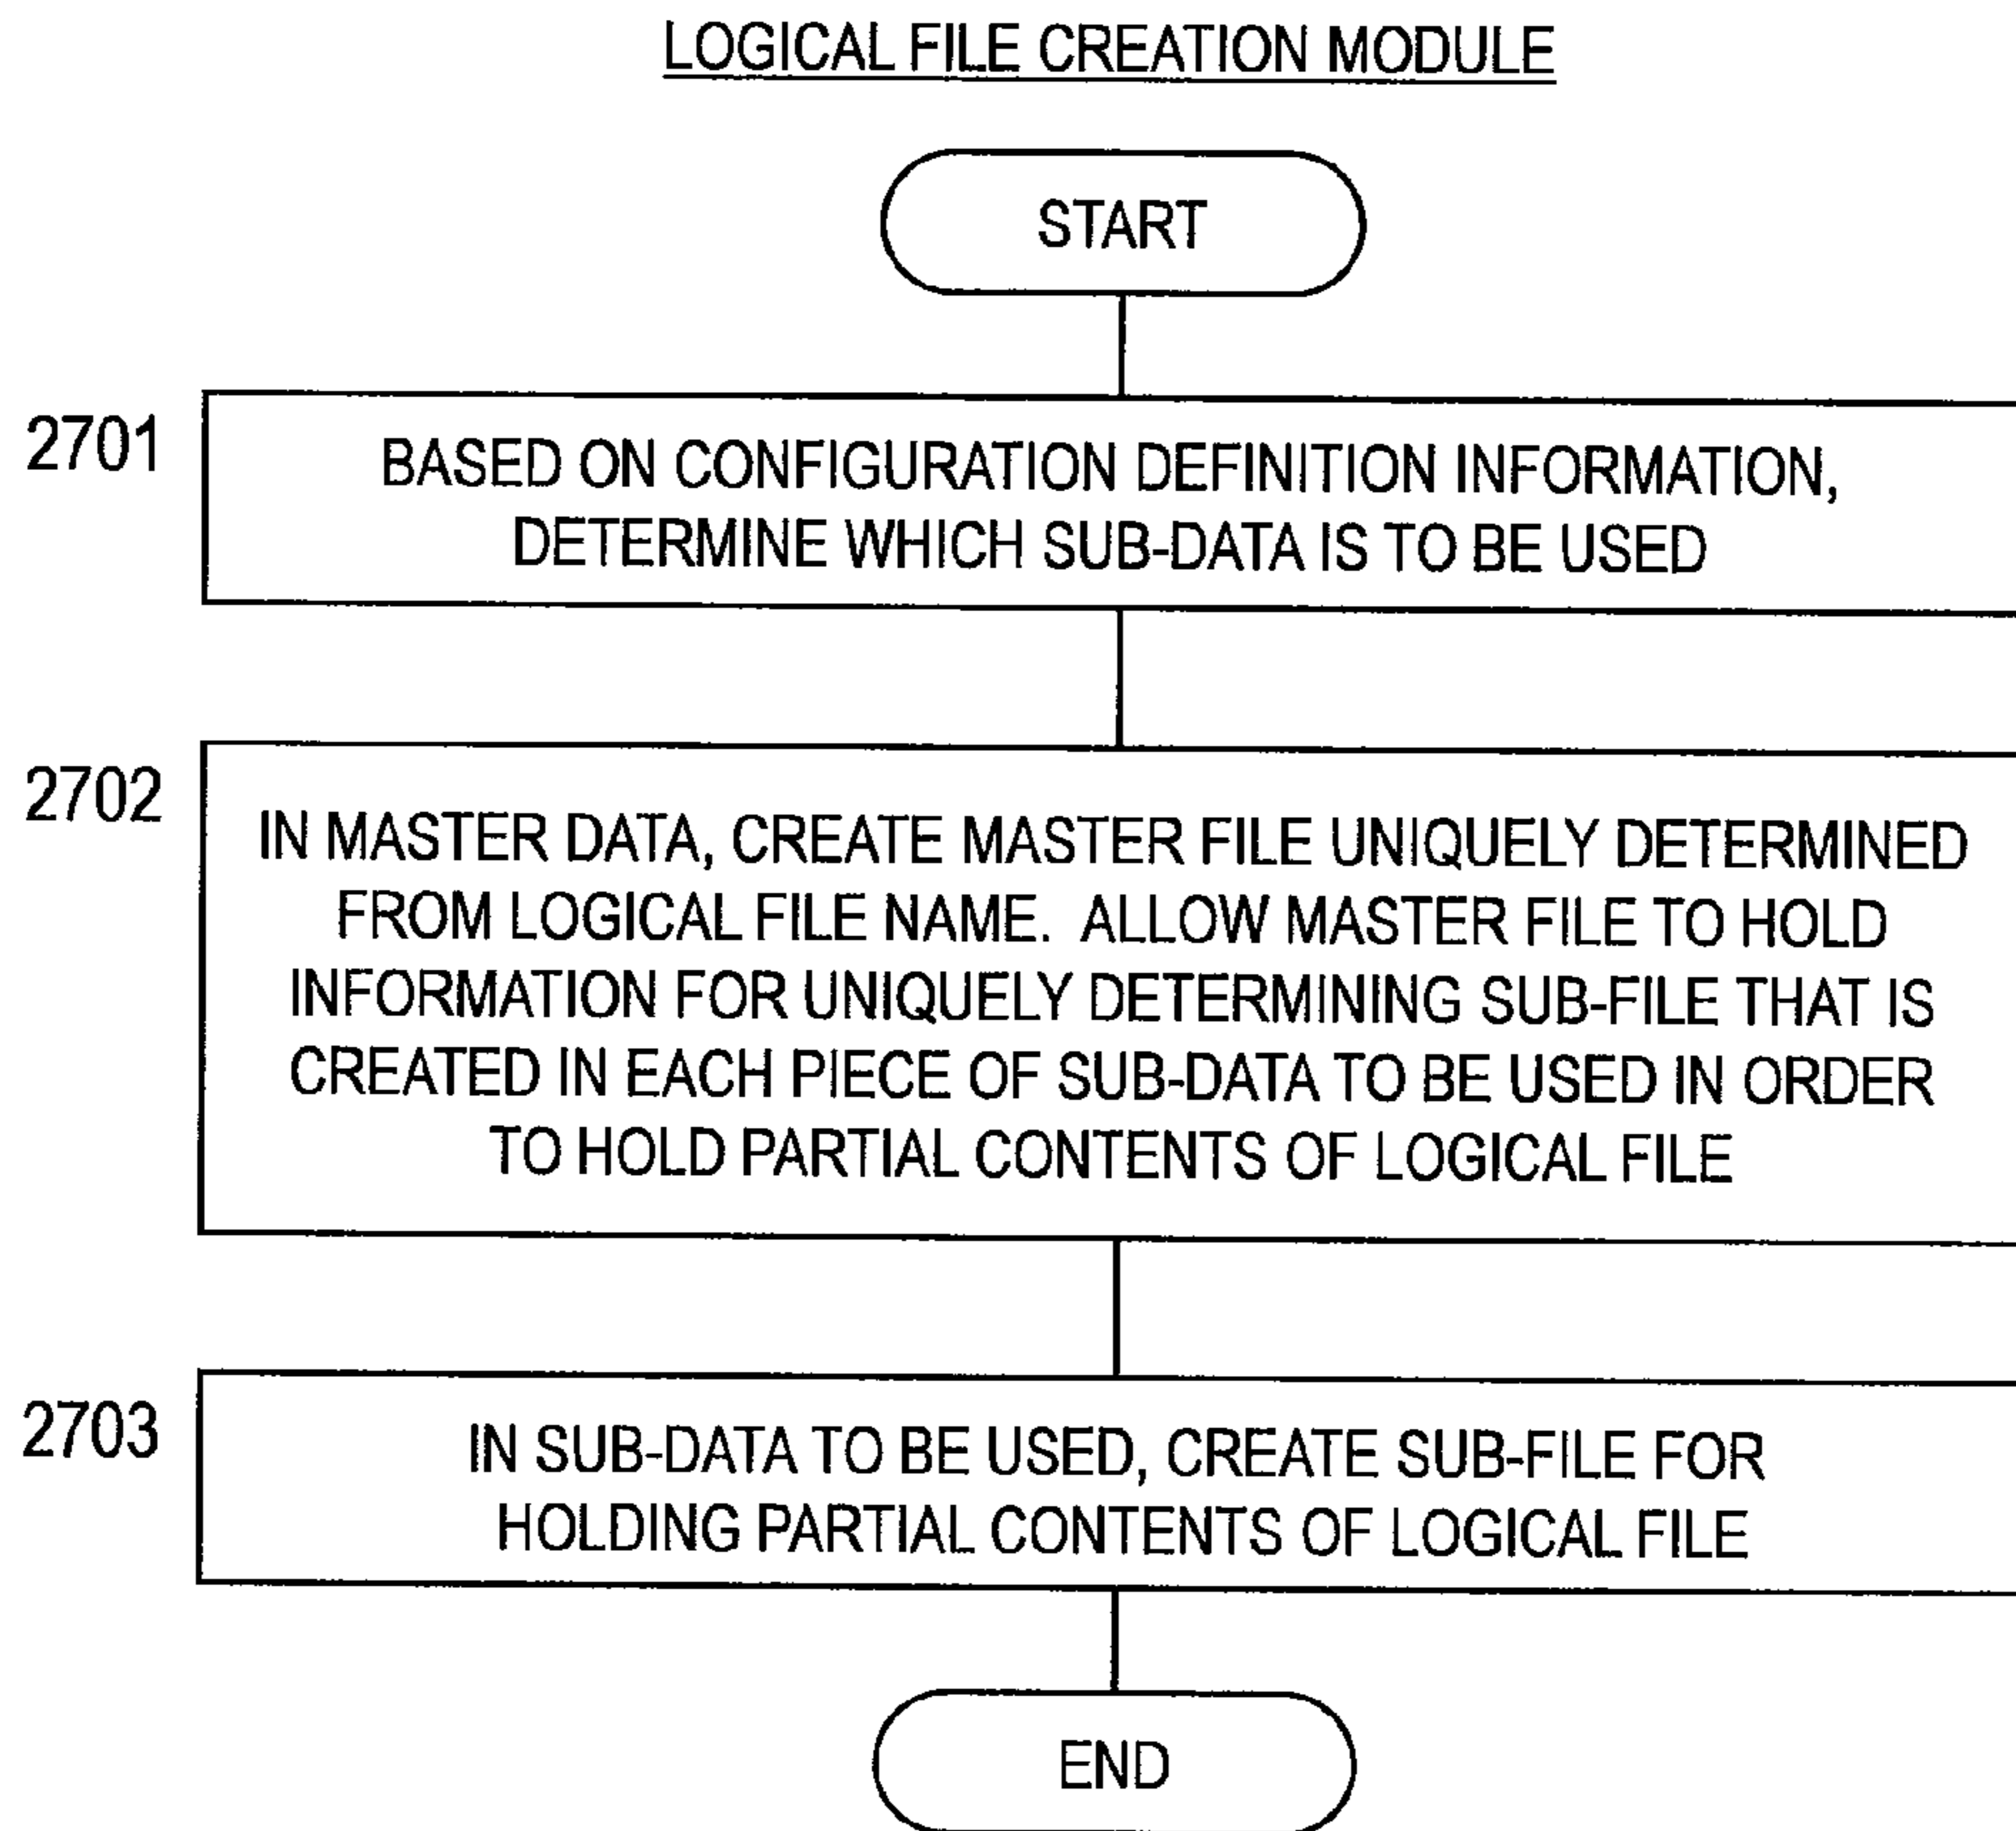 LOGICAL FILE CREATION MODULE
START
2701
BASED ON CONFIGURATION DEFINITION INFORMATION,
DETERMINE WHICH SUB-DATA IS TO BE USED
2702
IN MASTER DATA, CREATE MASTER FILE UNIQUELY DETERMINED
FROM LOGICAL FILE NAME. ALLOW MASTER FILE TO HOLD
INFORMATION FOR UNIQUELY DETERMINING SUB-FILE THAT IS
CREATED IN EACH PIECE OF SUB-DATA TO BE USED IN ORDER
TO HOLD PARTIAL CONTENTS OF LOGICAL FILE
2703
IN SUB-DATA TO BE USED, CREATE SUB-FILE FOR
HOLDING PARTIAL CONTENTS OF LOGICAL FILE
END